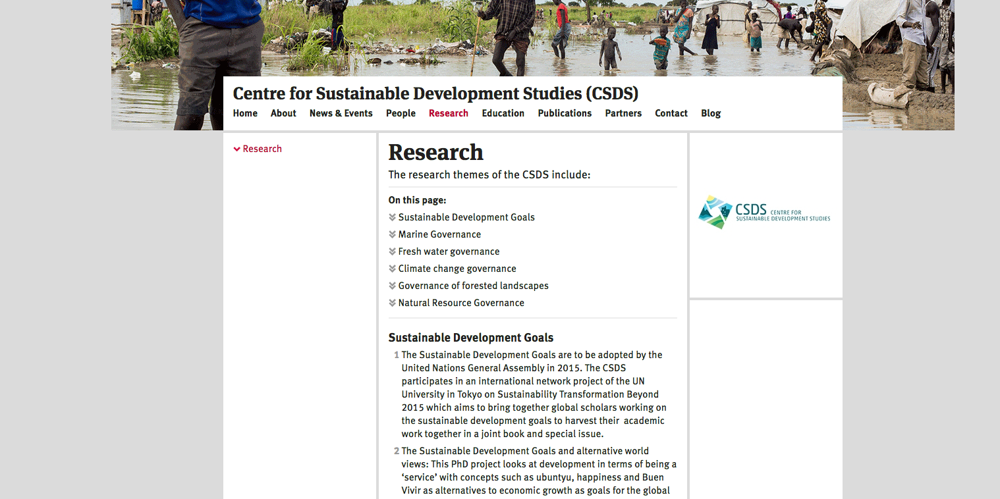 Centre for Sustainable Development Studies (CSDS)
Home About News & Events People Research Education Publications Partners Contact Blog
Research
Research
The research themes of the CSDS include:
On this page:
Sustainable Development Goals
Marine Governance
Fresh water governance
Climate change governance
Governance of forested landscapes
Natural Resource Governance
Sustainable Development Goals
1 The Sustainable Development Goals are to be adopted by the
United Nations General Assembly in 2015. The CSDS
participates in an international network project of the UN
University in Tokyo on Sustainability Transformation Beyond
2015 which aims to bring together global scholars working on
the sustainable development goals to harvest their academic
work together in a joint book and special issue.
2 The Sustainable Development Goals and alternative world
views: This PhD project looks at development in terms of being a
‘service’ with concepts such as ubuntyu, happiness and Buen
Vivir as alternatives to economic growth as goals for the global
CSDS CENTRE FOR
SUSTAINABLE DEVELOPMENT STUDIES